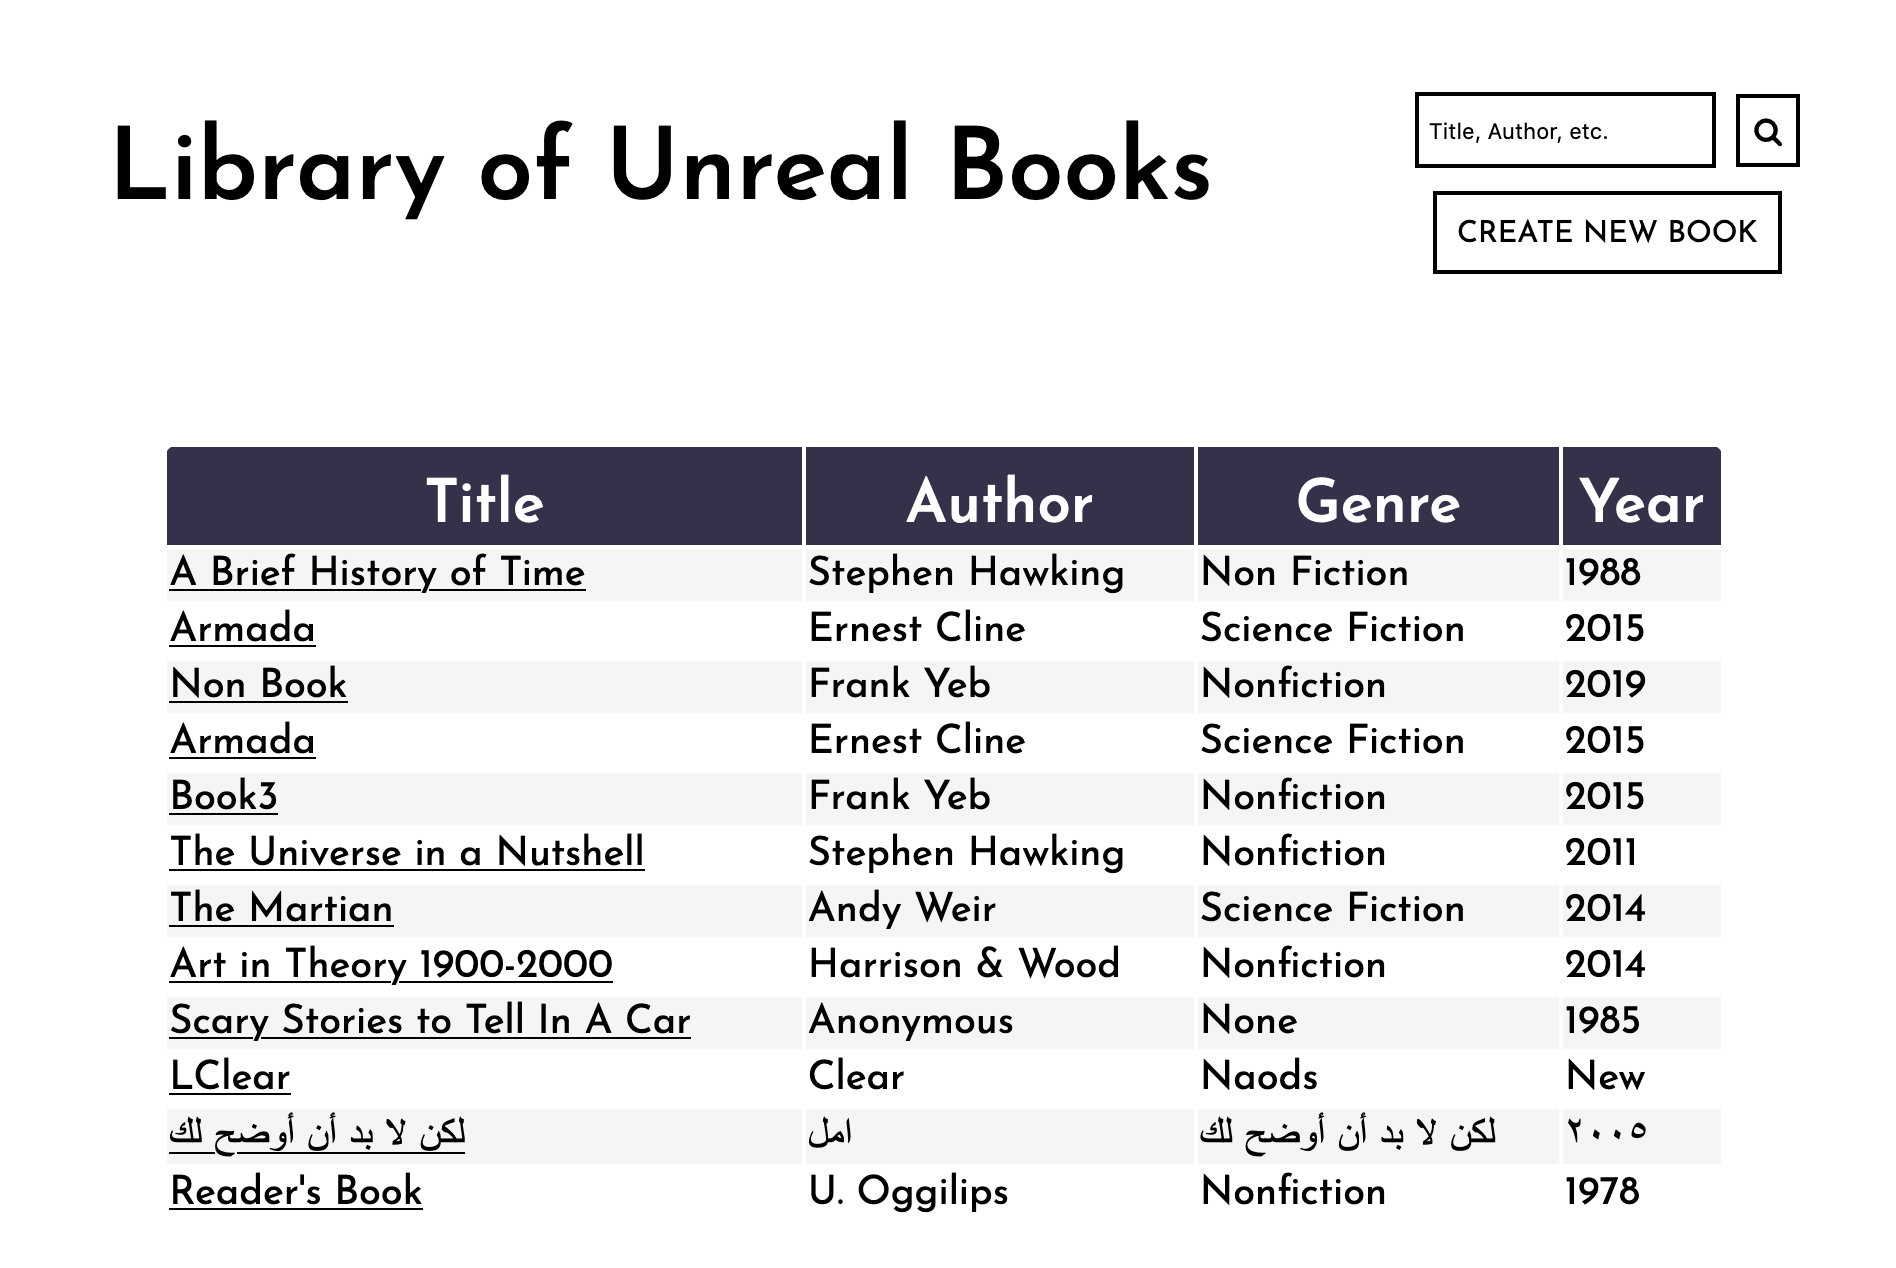 Library of Unreal Books
Title, Author, etc.
CREATE NEW BOOK
Title Author Genre Year
A Brief History of Time Stephen Hawking Non Fiction 1988
Armada Ernest Cline Science Fiction 2015
Non Book Frank Yeb Nonfiction 2019
Armada Ernest Cline Science Fiction 2015
Book3 Frank Yeb Nonfiction 2015
The Universe in a Nutshell Stephen Hawking Nonfiction 2011
The Martian Andy Weir Science Fiction 2014
Art in Theory 1900-2000 Harrison & Wood Nonfiction 2014
Scary Stories to Tell In A Car Anonymous None 1985
LClear Clear Naods New
لكن لا بد أن أوضح لك امل لكن لا بد أن أوضح لك ٢٠٠٥
Reader's Book U. Oggilips Nonfiction 1978